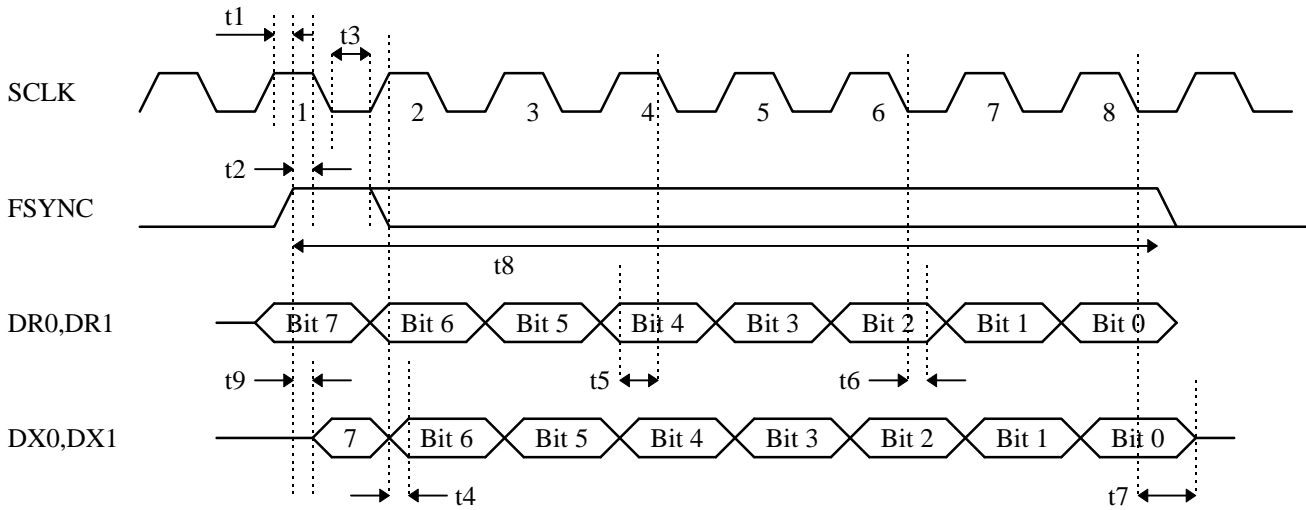 t1
t3
SCLK
1 2 3 4 5 6 7 8
t2
FSYNC
t8
DR0,DR1
Bit 7 Bit 6 Bit 5 Bit 4 Bit 3 Bit 2 Bit 1 Bit 0
t9 t5 t6
DX0,DX1
7 Bit 6 Bit 5 Bit 4 Bit 3 Bit 2 Bit 1 Bit 0
t4 t7